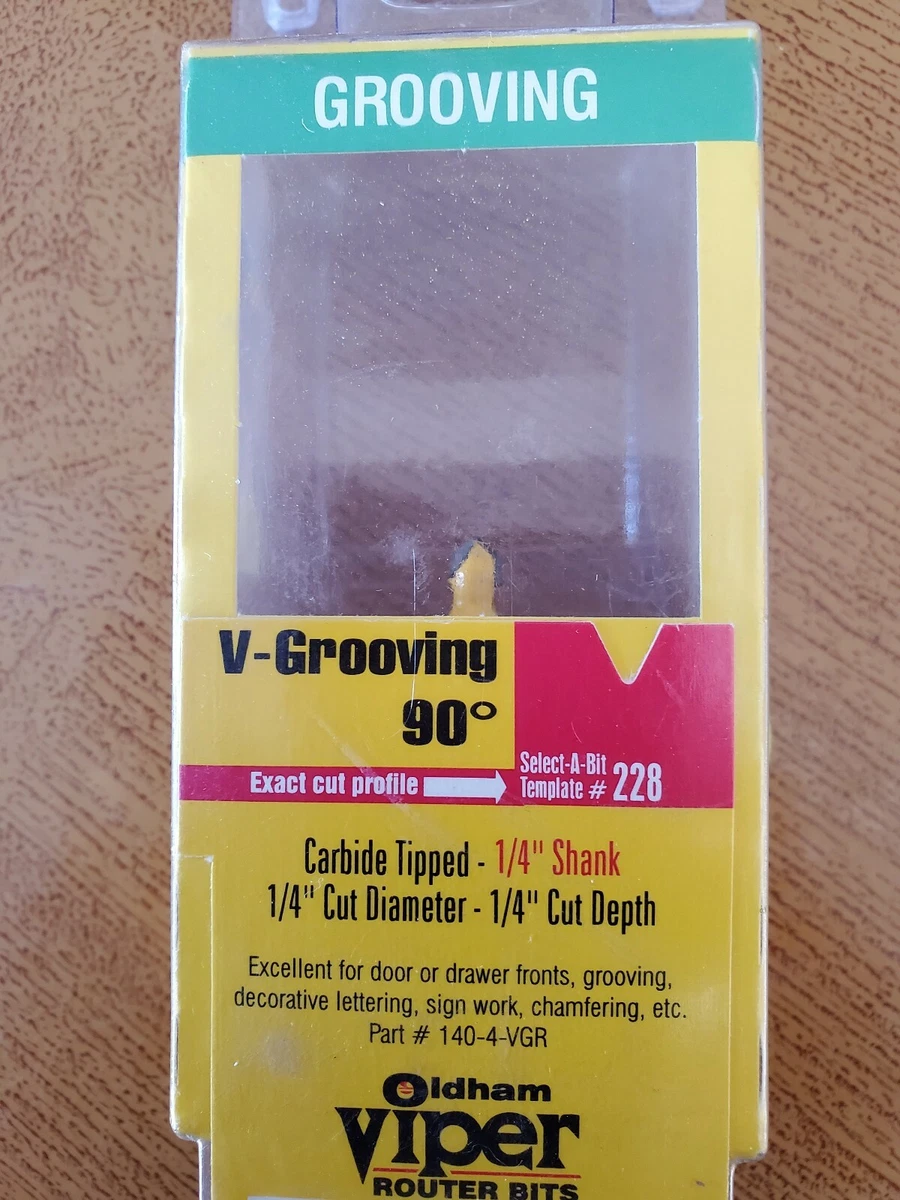 GROOVING
V-Grooving
90°
Exact cut profile
Select-A-Bit
Template # 228
Carbide Tipped - 1/4" Shank
1/4" Cut Diameter - 1/4" Cut Depth
Excellent for door or drawer fronts, grooving,
decorative lettering, sign work, chamfering, etc.
Part # 140-4-VGR
Oldham
viper
ROUTER BITS